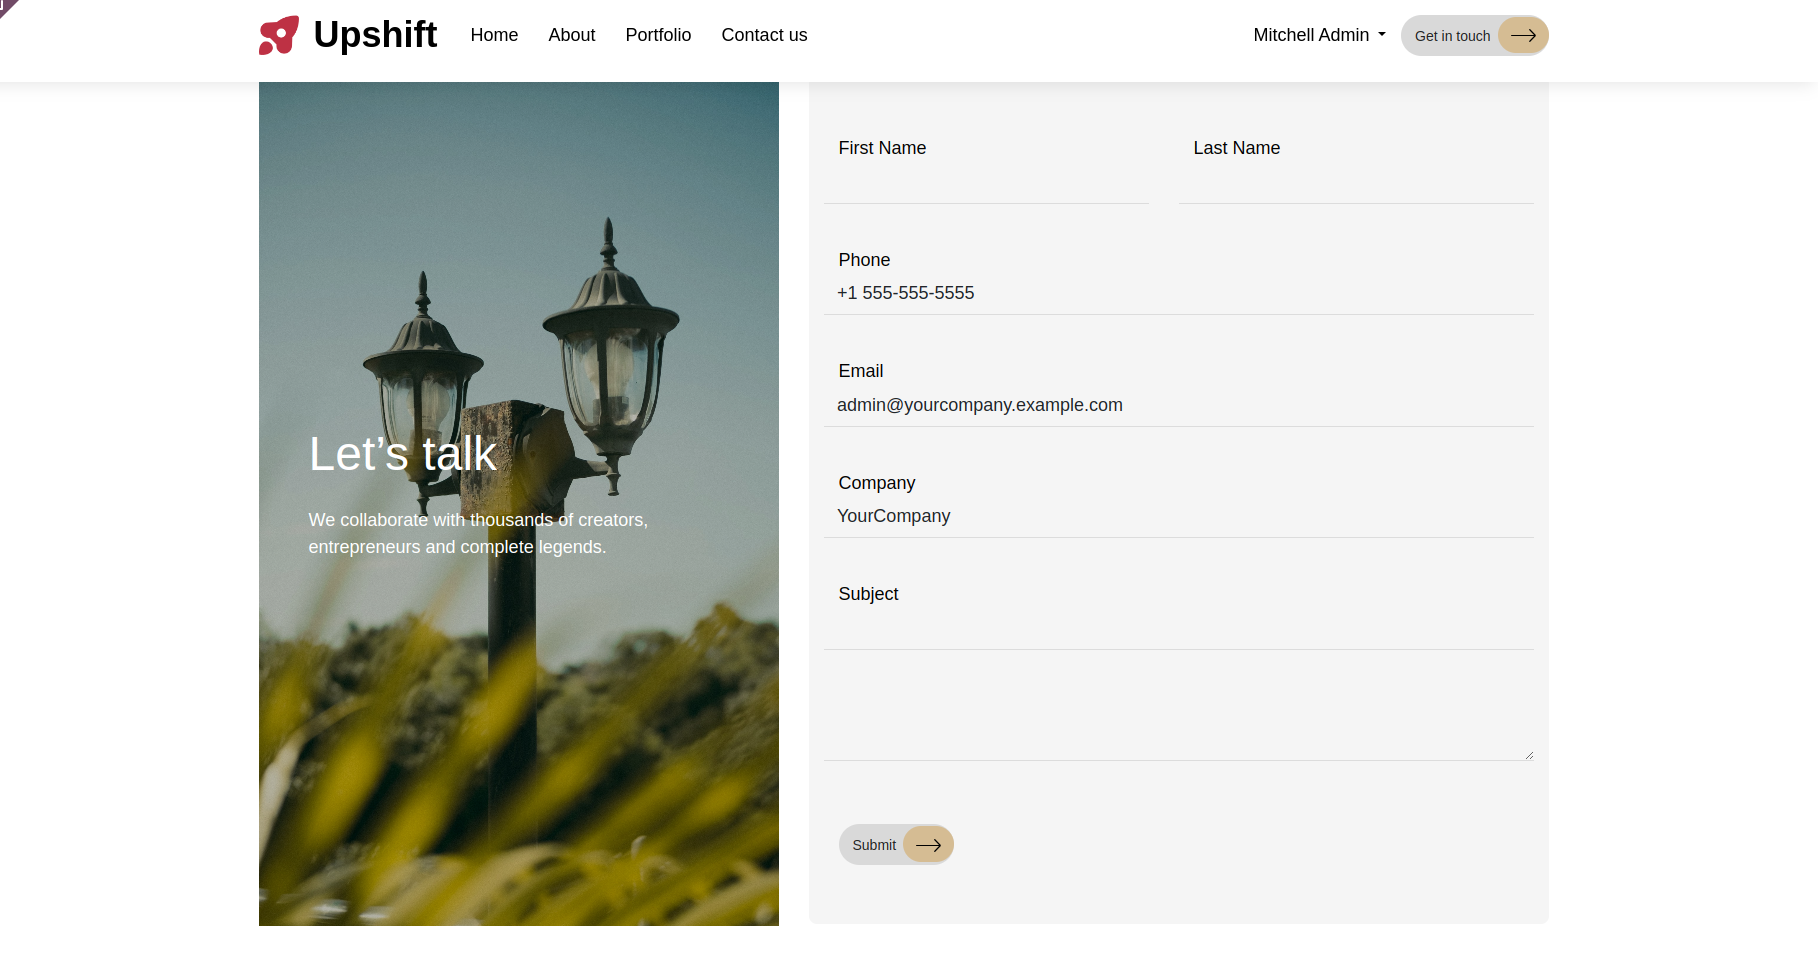 Upshift
Home
About
Portfolio
Contact us
Mitchell Admin
Get in touch
Let’s talk
We collaborate with thousands of creators,
entrepreneurs and complete legends.
First Name
Last Name
Phone
+1 555-555-5555
Email
admin@yourcompany.example.com
Company
YourCompany
Subject
Submit